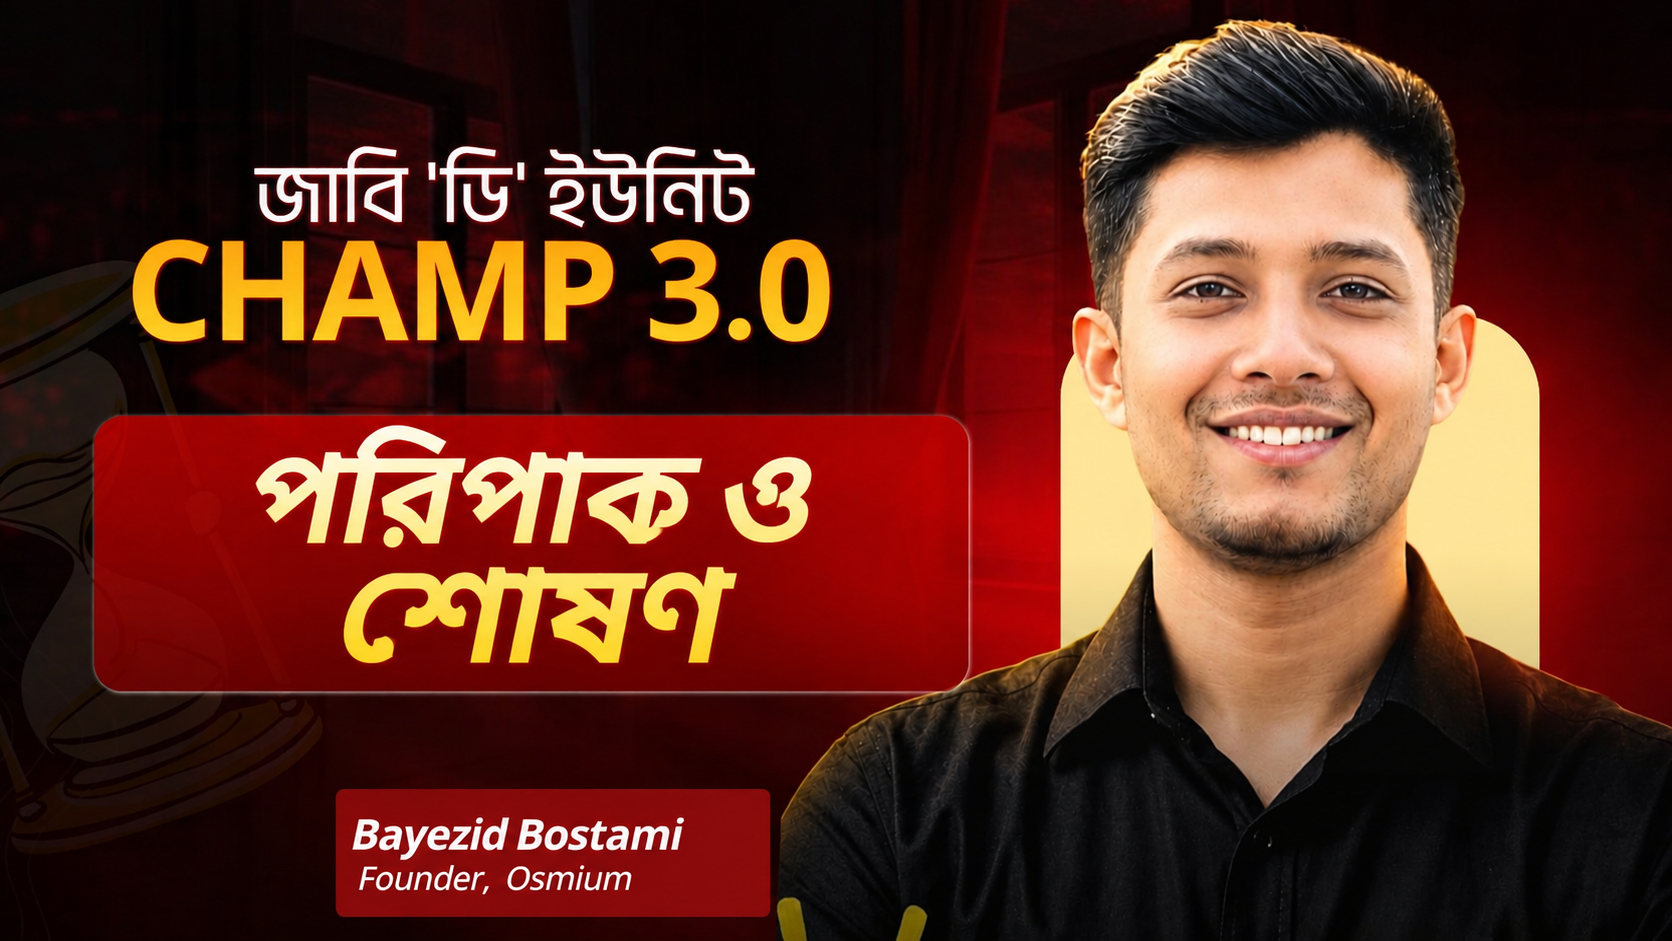 জাবি 'ডি' ইউনিট
CHAMP 3.0
পরিপাক ও
শোষণ
Bayezid Bostami
Founder, Osmium